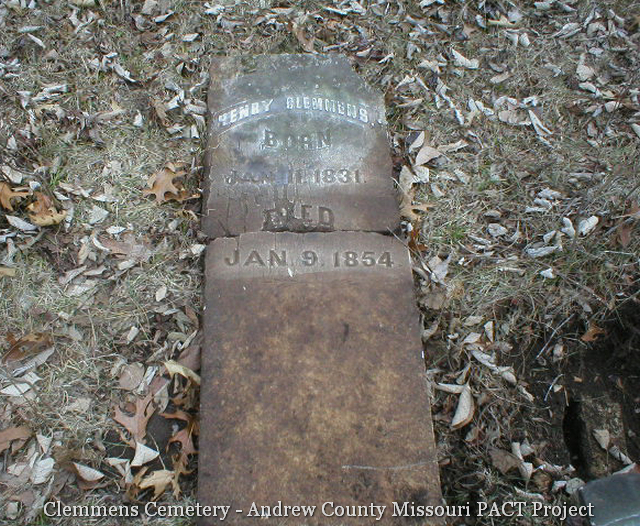 HENRY CLEMMENS.
BORN
JAN. 11. 1831.
DIED
JAN. 9. 1854
Clemmens Cemetery - Andrew County Missouri PACT Project